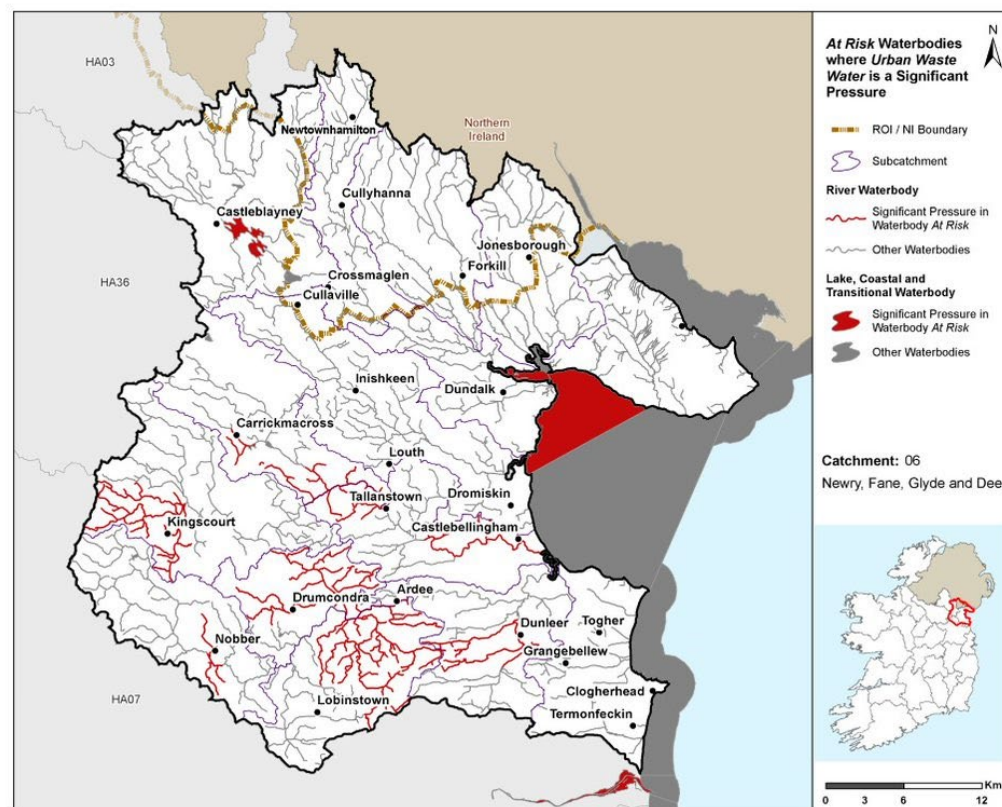 HA03
Newtownhamilton
Northern
Ireland
Cullyhanna
Castleblayney
Jonesborough
Forkill
HA36
Crossmaglen
Cullaville
Inishkeen
Dundalk
Carrickmacross
Louth
Tallanstown
Dromiskin
Kingscourt
Castlebellingham
Ardee
Drumcondra
Dunleer
Togher
Nobber
Grangebellew
HA07
Lobinstown
Clogherhead
Termonfeckin
At Risk Waterbodies
where Urban Waste
Water is a Significant
Pressure
N
ROI / NI Boundary
Subcatchment
River Waterbody
Significant Pressure in
Waterbody At Risk
Other Waterbodies
Lake, Coastal and
Transitional Waterbody
Significant Pressure in
Waterbody At Risk
Other Waterbodies
Catchment: 06
Newry, Fane, Glyde and Dee
Km
0 3 6 12